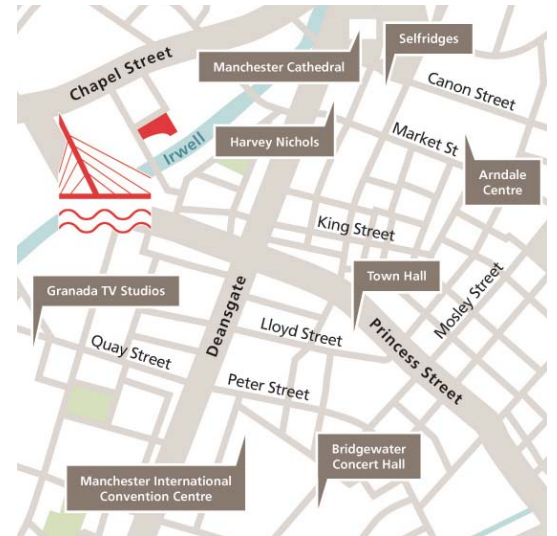 Selfridges
Chapel Street
Manchester Cathedral
Canon Street
Irwell
Harvey Nichols
Market St
Arndale
Centre
King Street
Granada TV Studios
Town Hall
Mosley Street
Deansgate
Lloyd Street
Princess Street
Quay Street
Peter Street
Bridgewater
Concert Hall
Manchester International
Convention Centre